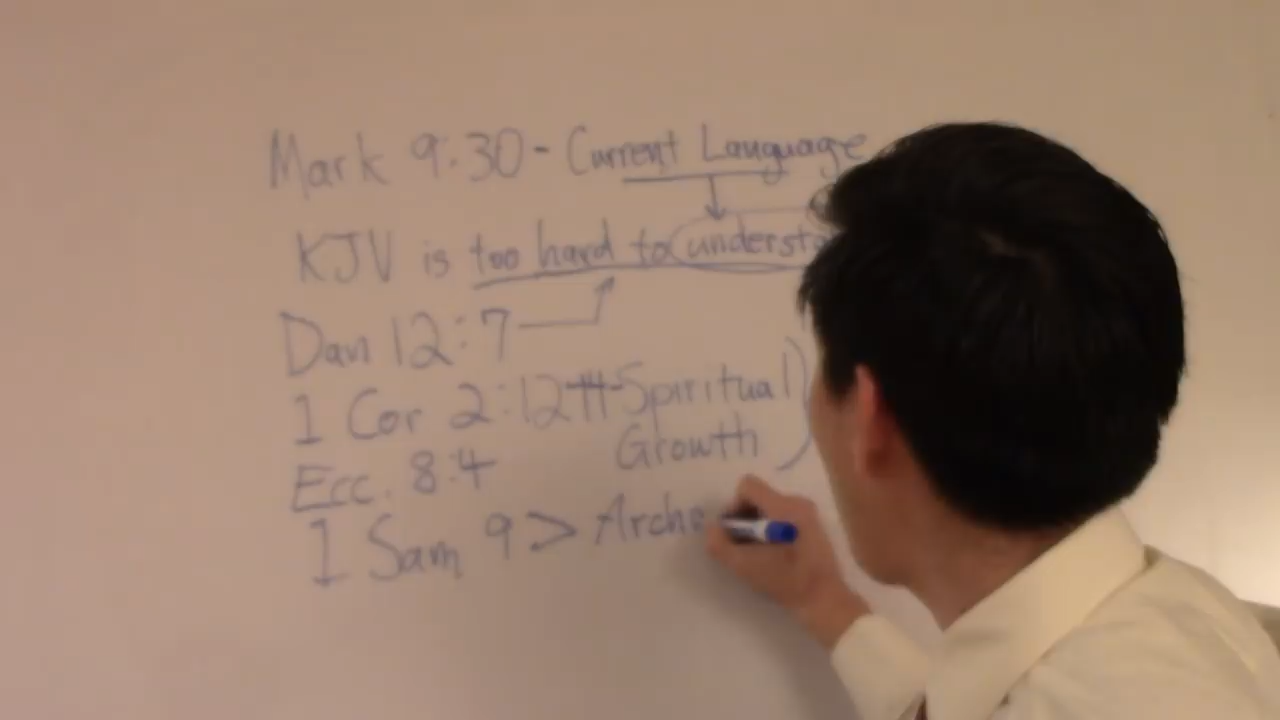 Mark 9:30 - Current Language
KJV is too hard to understa
Dan 12:7
1 Cor 2:12 Spiritual)
Growth
Ecc. 8:4
1 Sam 9 > Archa